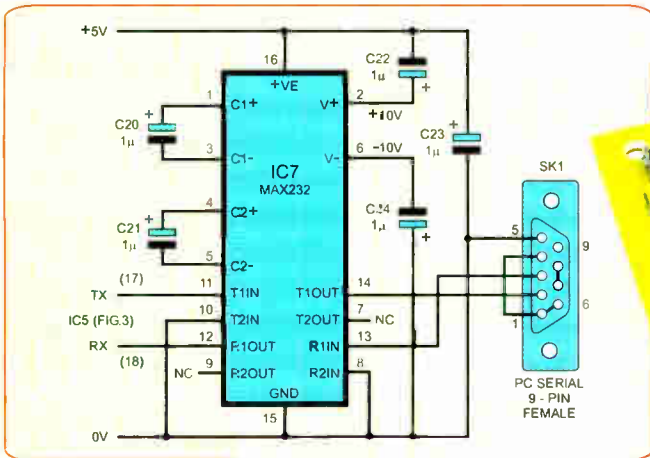 +5V
16
+VE
C22
1µ
+
1
C1+
V+
2
+10V
C23
1µ
+
C20
1µ
+
3
C1-
V-
6
-10V
IC7
MAX232
SK1
4
C2+
C21
1µ
+
C34
1µ
+
5
C2-
5
9
TX
(17)
11
T1IN
T1OUT
14
IC5 (FIG.3)
10
T2IN
T2OUT
7
NC
6
RX
(18)
12
R1OUT
R1IN
13
1
NC
9
R2OUT
R2IN
8
GND
15
PC SERIAL
9 - PIN
FEMALE
0V